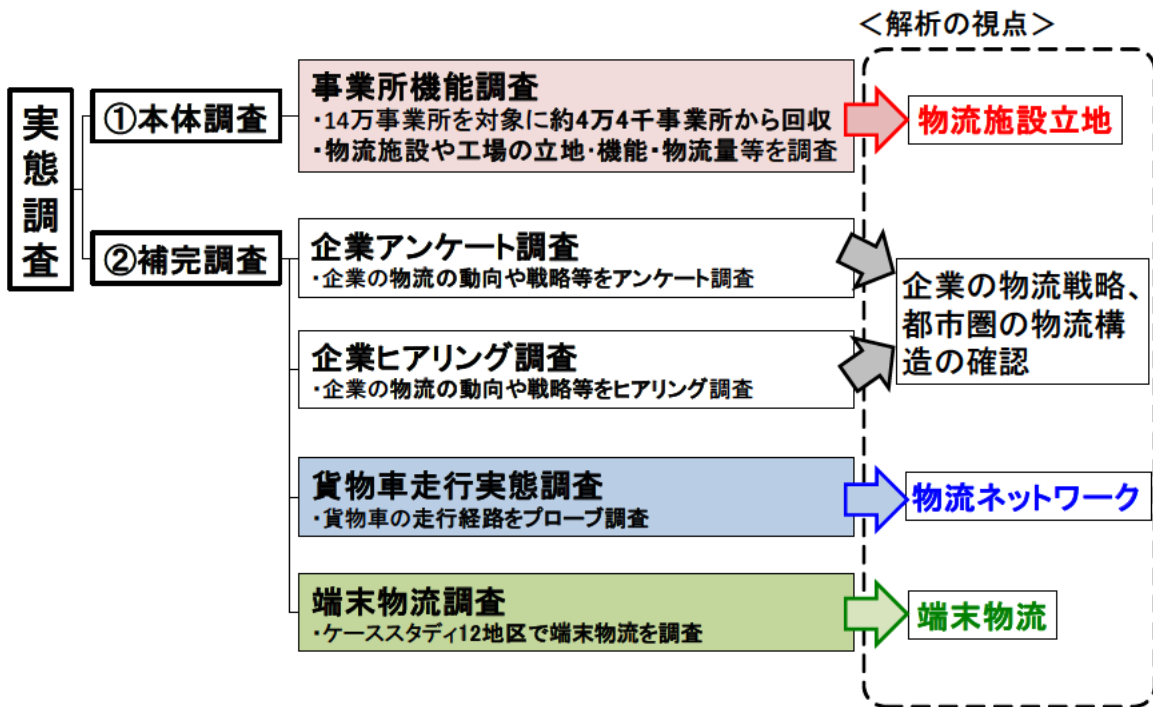 ＜解析の視点＞
実態調査
①本体調査
事業所機能調査
・14万事業所を対象に約4万4千事業所から回収
・物流施設や工場の立地・機能・物流量等を調査
物流施設立地
②補完調査
企業アンケート調査
・企業の物流の動向や戦略等をアンケート調査
企業ヒアリング調査
・企業の物流の動向や戦略等をヒアリング調査
企業の物流戦略、
都市圏の物流構
造の確認
貨物車走行実態調査
・貨物車の走行経路をプローブ調査
物流ネットワーク
端末物流調査
・ケーススタディ12地区で端末物流を調査
端末物流